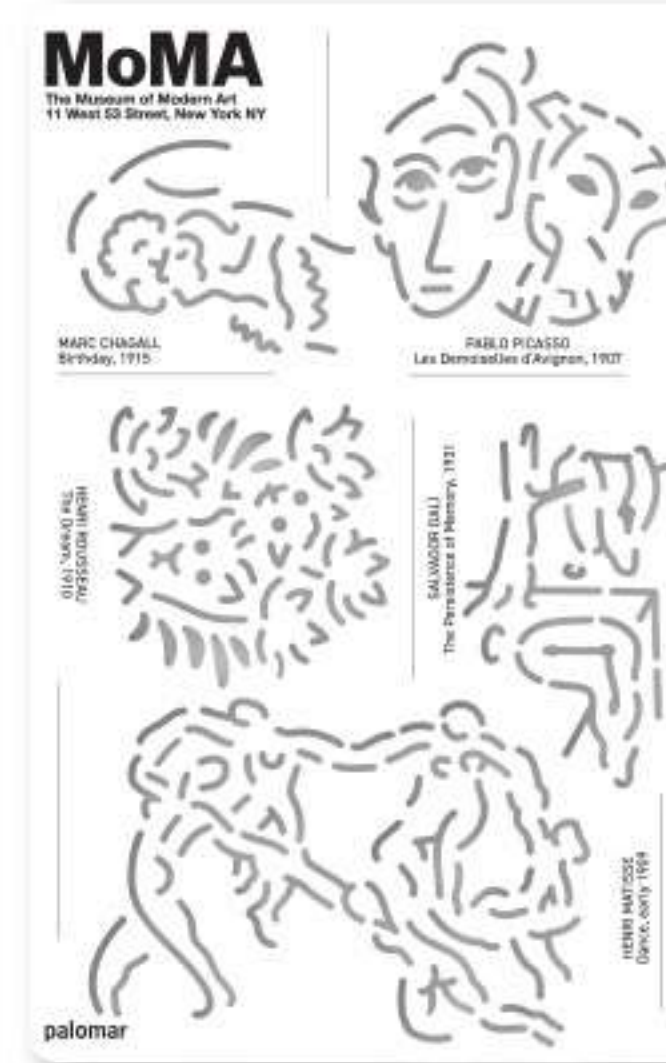 MoMA
The Museum of Modern Art
11 West 53 Street, New York NY
MARC CHAGALL
Birthday, 1915
PABLO PICASSO
Les Demoiselles d'Avignon, 1907
HENRI ROUSSEAU
The Dream, 1910
SALVADOR DALÍ
The Persistence of Memory, 1931
HENRI MATISSE
Dance, early 1909
palomar